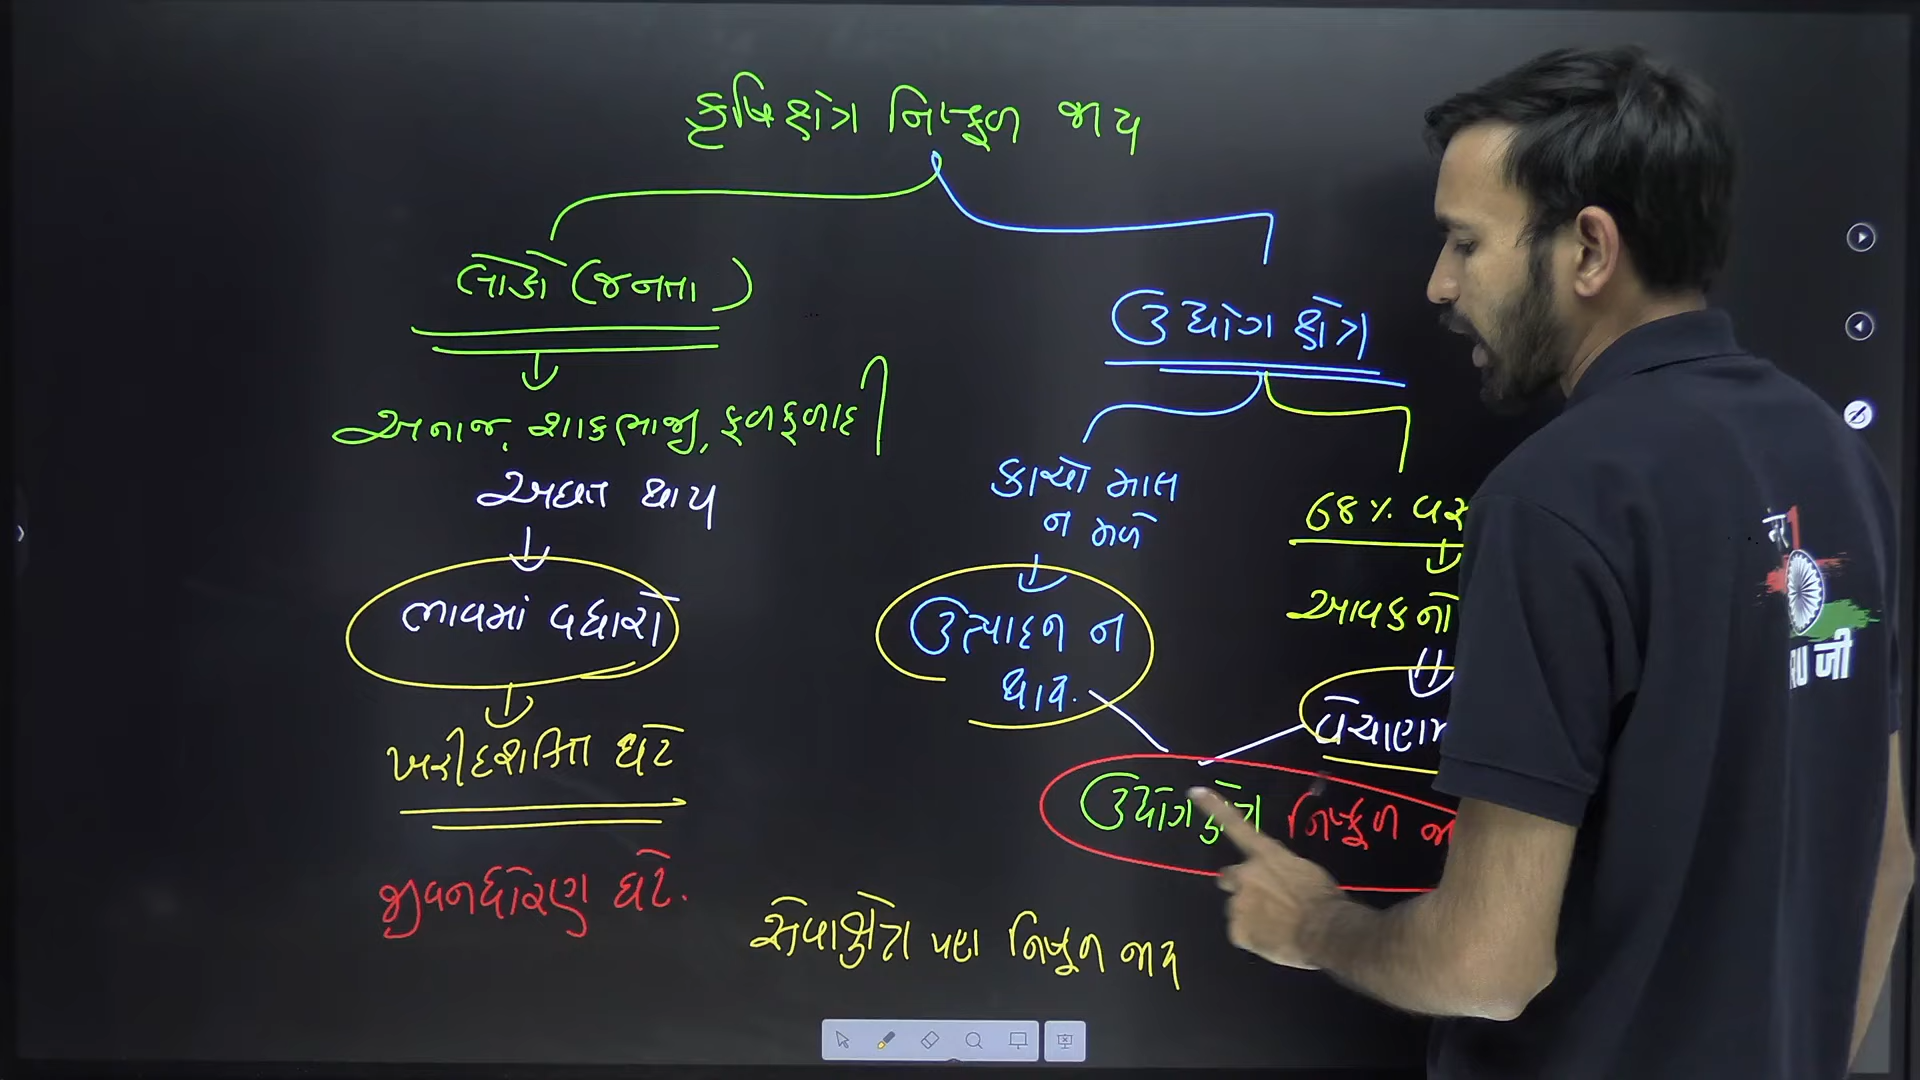 કૃષિક્ષેત્ર નિષ્ફળ જાય
લોકો (જનતા)
ઉદ્યોગ ક્ષેત્ર
અનાજ, શાકભાજી, ફળફળાદી
અછત થાય
કાચો માલ
ન મળે
68%
આવકનો
ભાવમાં વધારો
ઉત્પાદન ન
થાય.
ખરીદશક્તિ ઘટે
ઉદ્યોગક્ષેત્ર નિષ્ફળ
જીવનધોરણ ઘટે.
સેવાક્ષેત્ર પણ નિષ્ફળ જાય
1
जी